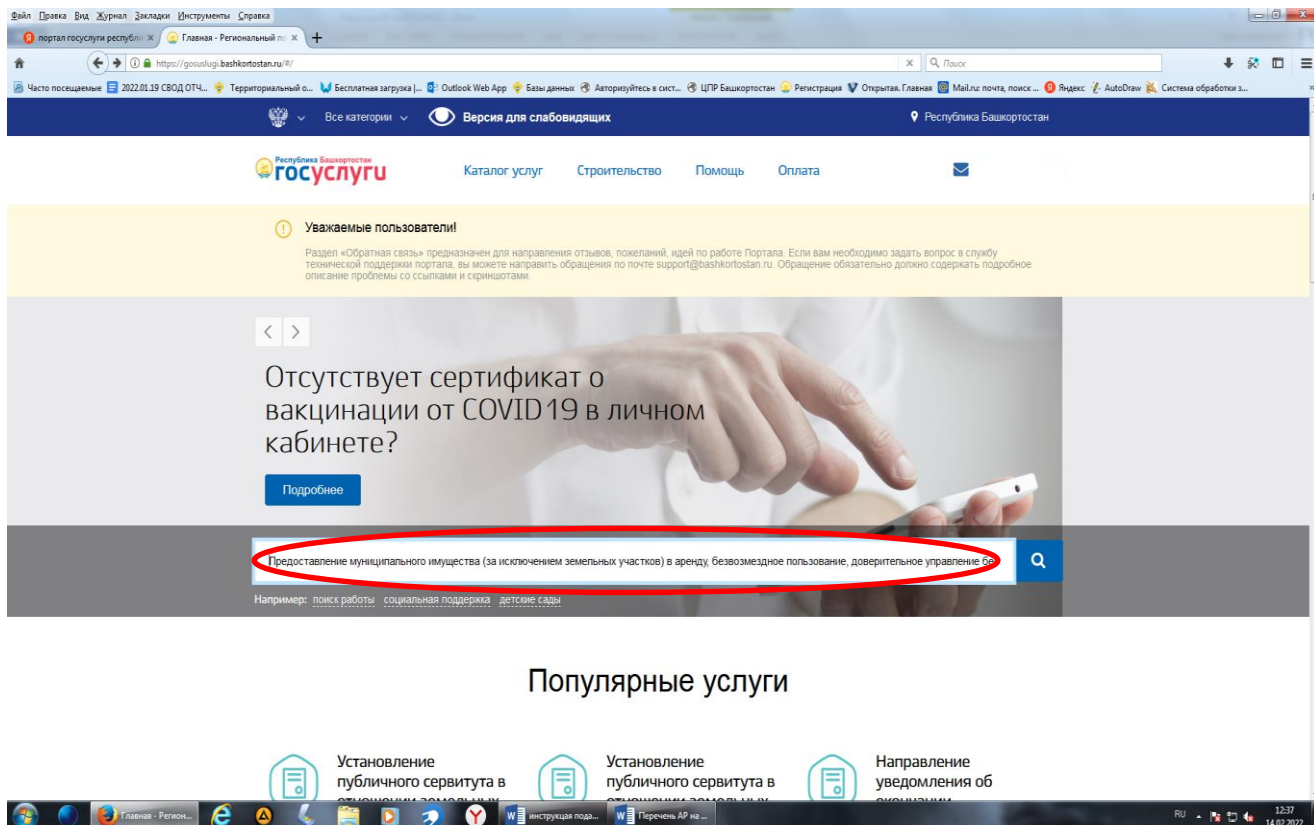 Файл Правка Вид Журнал Закладки Инструменты Справка
портал госуслуги республи
Главная - Региональный по
https://gosuslugi.bashkortostan.ru/#/
Поиск
Часто посещаемые 2022.01.19 СВОД ОТЧ... Территориальный о... Бесплатная загрузка |... Outlook Web App Базы данных Авторизуйтесь в сист... ЦПР Башкортостан Регистрация Открытая. Главная Mail.ru: почта, поиск ... Яндекс AutoDraw Система обработки з...
Все категории Версия для слабовидящих Республика Башкортостан
Республика Башкортостан
госуслуги
Каталог услуг Строительство Помощь Оплата
Уважаемые пользователи!
Раздел «Обратная связь» предназначен для направления отзывов, пожеланий, идей по работе Портала. Если вам необходимо задать вопрос в службу
технической поддержки портала, вы можете направить обращения по почте support@bashkortostan.ru. Обращение обязательно должно содержать подробное
описание проблемы со ссылками и скриншотами.
Отсутствует сертификат о
вакцинации от COVID19 в личном
кабинете?
Подробнее
Предоставление муниципального имущества (за исключением земельных участков) в аренду, безвозмездное пользование, доверительное управление бе
Например: поиск работы социальная поддержка детские сады
Популярные услуги
Установление
публичного сервитута в
отношении земельных
Установление
публичного сервитута в
отношении земельных
Направление
уведомления об
окончании
Главная - Регион...
инструкция пода...
Перечень АР на ...
RU
12:37
14.02.2022